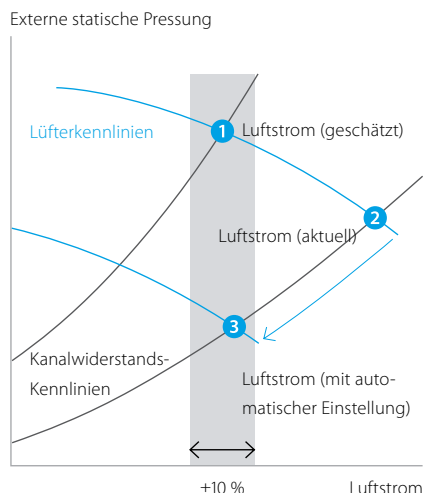 Externe statische Pressung
Lüfterkennlinien
1
Luftstrom (geschätzt)
2
Luftstrom (aktuell)
3
Kanalwiderstands-
Kennlinien
Luftstrom (mit auto-
matischer Einstellung)
±10 %
Luftstrom